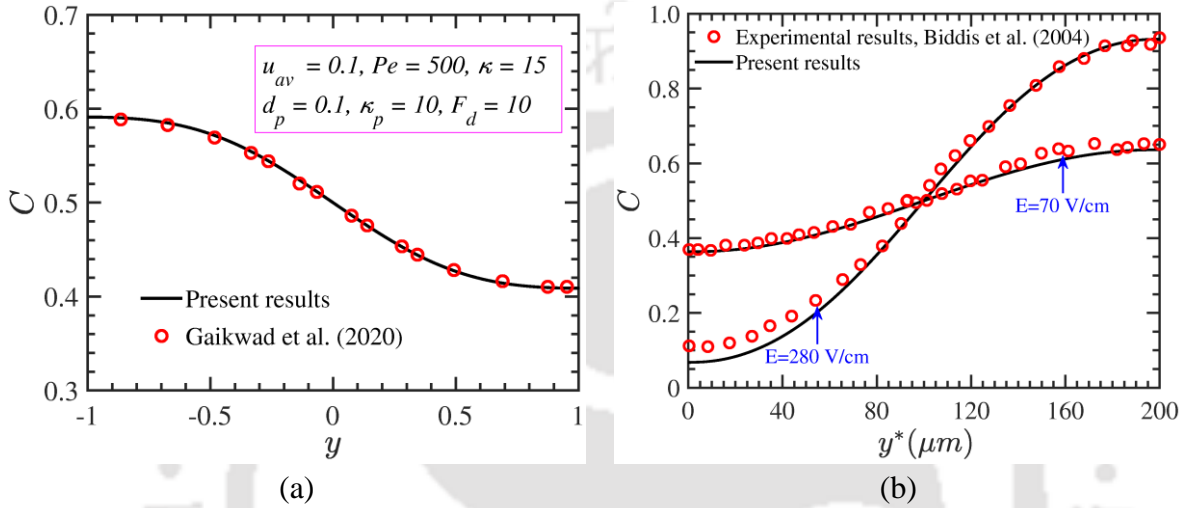 0.7
0.6
0.5
0.4
0.3
C
-1
-0.5
0
0.5
1
y
u_av = 0.1, Pe = 500, κ = 15
d_p = 0.1, κ_p = 10, F_d = 10
Present results
Gaikwad et al. (2020)
(a)
1.0
0.8
0.6
0.4
0.2
0
C
0
40
80
120
160
200
y*(μm)
Experimental results, Biddis et al. (2004)
Present results
E=70 V/cm
E=280 V/cm
(b)